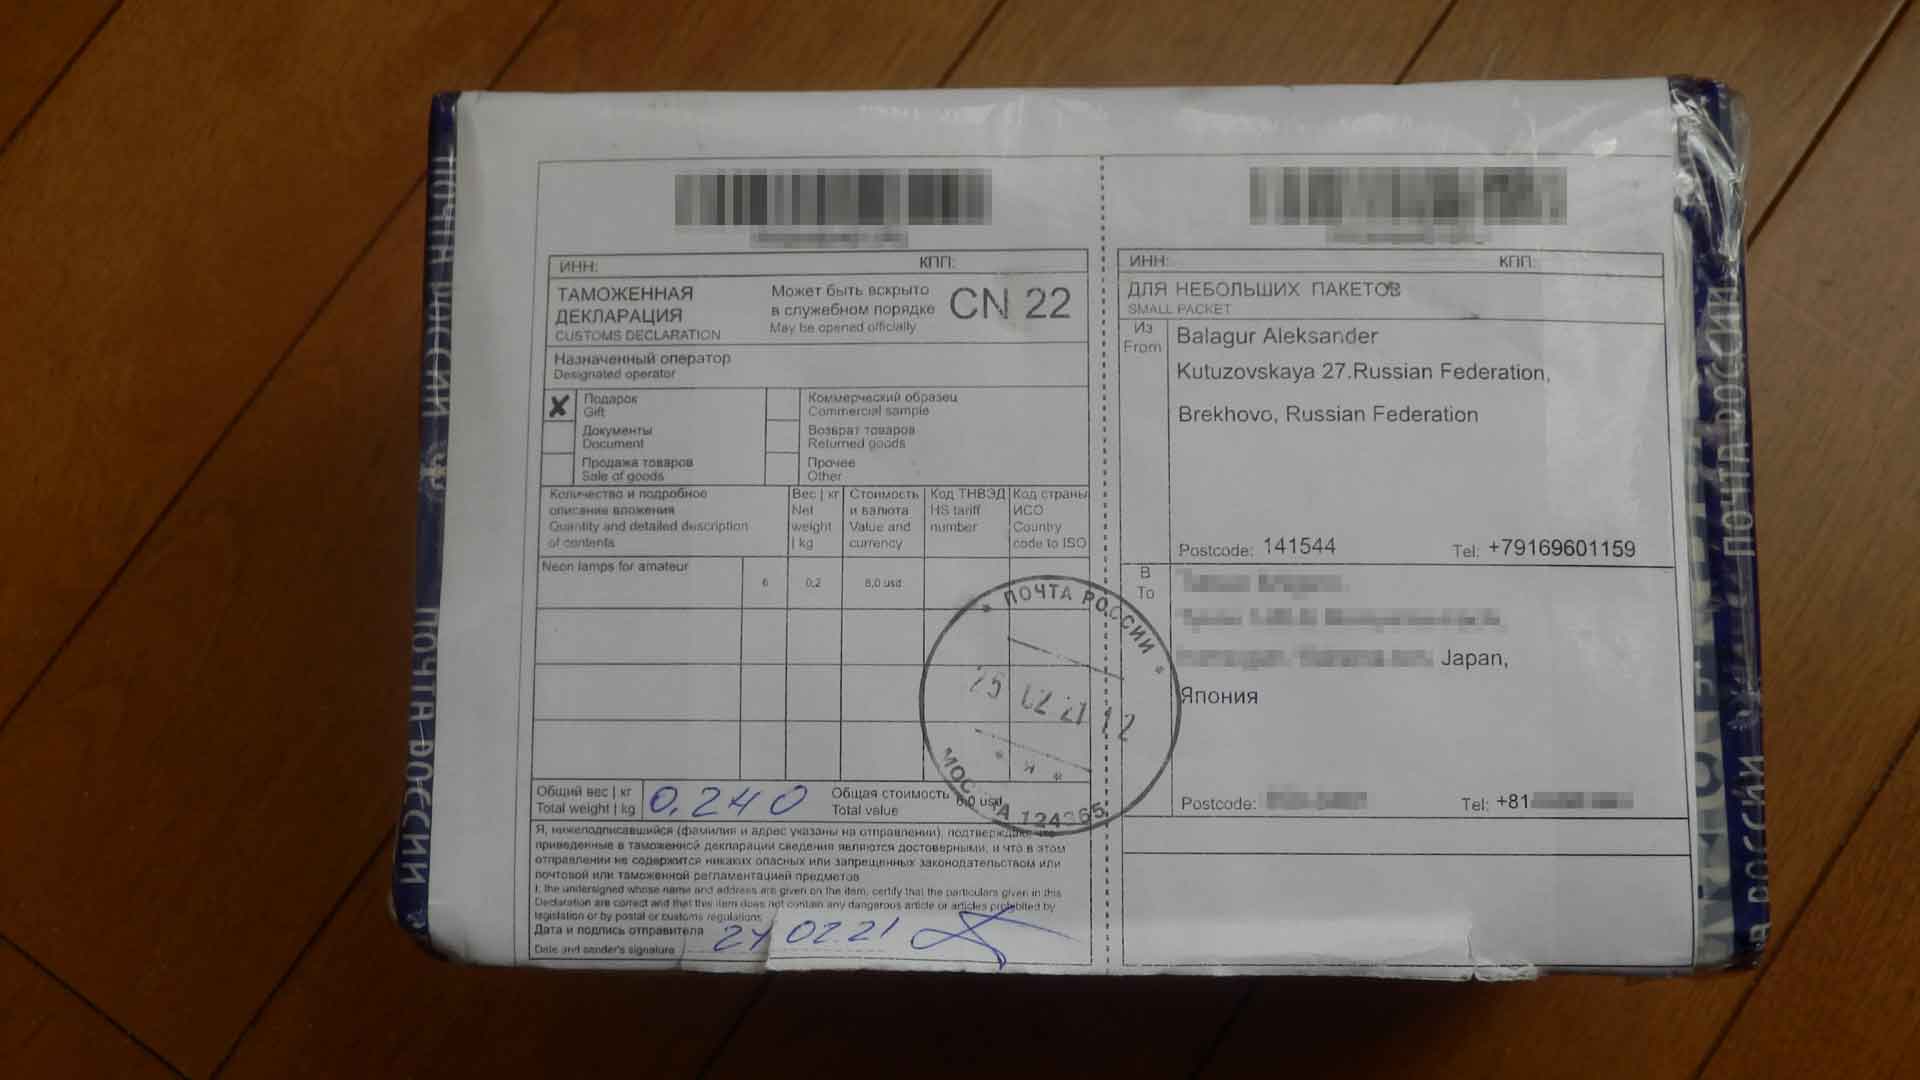 ИНН: КПП:
ТАМОЖЕННАЯ
ДЕКЛАРАЦИЯ
CUSTOMS DECLARATION
Может быть вскрыто
в служебном порядке
May be opened officially
CN 22
Назначенный оператор
Designated operator
✗ Подарок
Gift
Документы
Document
Продажа товаров
Sale of goods
Коммерческий образец
Commercial sample
Возврат товаров
Returned goods
Прочее
Other
Количество и подробное
описание вложения
Quantity and detailed description
of contents
Вес | кг
Net
weight
| kg
Стоимость
и валюта
Value and
currency
Код ТНВЭД
HS tariff
number
Код страны
ИСО
Country
code to ISO
Neon lamps for amateur 6 0,2 6,0 usd
Общий вес | кг
Total weight | kg
0.240
Общая стоимость
Total value
6,0 usd
Я, нижеподписавшийся (фамилия и адрес указаны на отправлении), подтверждаю что
приведенные в таможенной декларации сведения являются достоверными, и что в этом
отправлении не содержится никаких опасных или запрещенных законодательством или
почтовой или таможенной регламентацией предметов
I, the undersigned whose name and address are given on the item, certify that the particulars given in this
Declaration are correct and that this item does not contain any dangerous article or articles prohibited by
legislation or by postal or customs regulations
Дата и подпись отправителя
Date and sander's signature
02.21
ПОЧТА РОССИИ
25 02 21 12
МОСКВА 124365
ИНН: КПП:
ДЛЯ НЕБОЛЬШИХ ПАКЕТОВ
SMALL PACKET
Из
From
Balagur Aleksander
Kutuzovskaya 27.Russian Federation,
Brekhovo, Russian Federation
Postcode: 141544 Tel: +79169601159
В
To
Japan,
Япония
Postcode: Tel: +81
ПОЧТА РОССИИ
ПОЧТА РОССИИ
ПОЧТА РОССИИ
РОССИИ